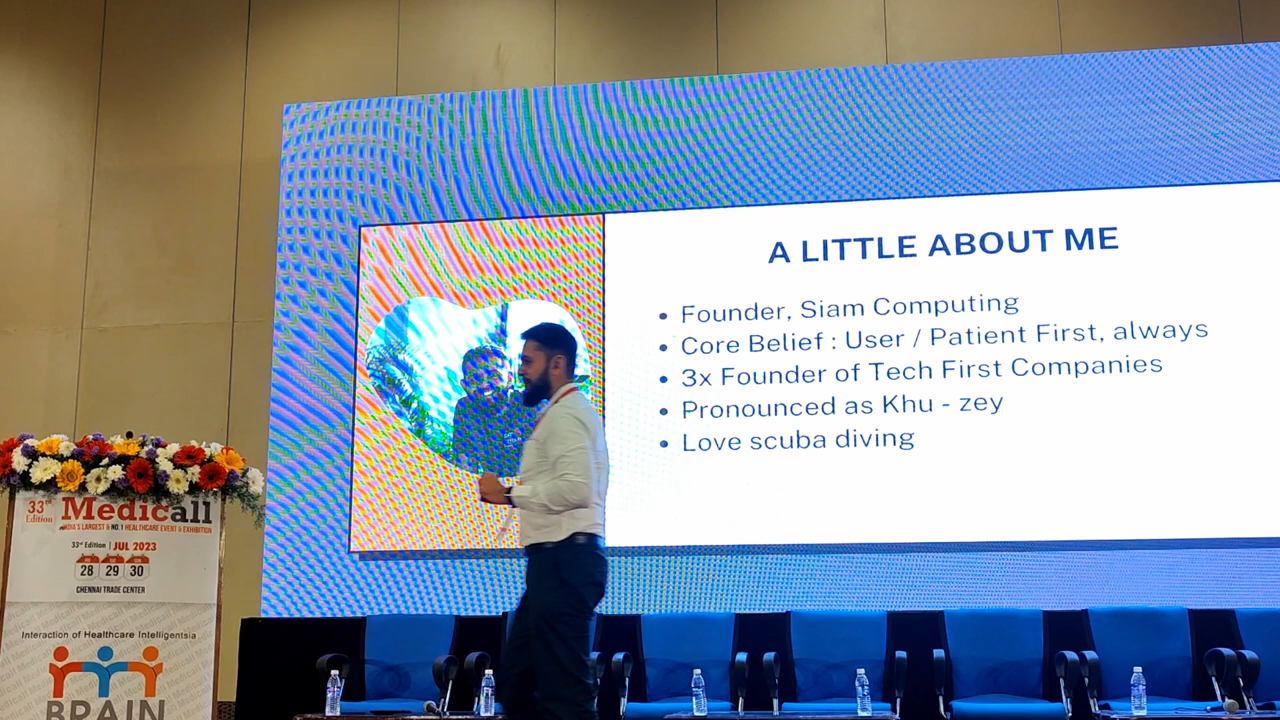 A LITTLE ABOUT ME
• Founder, Siam Computing
• Core Belief : User / Patient First, always
• 3x Founder of Tech First Companies
• Pronounced as Khu - zey
• Love scuba diving
33rd Edition
Medicall
INDIA'S LARGEST & NO.1 HEALTHCARE EVENT & EXHIBITION
33rd Edition | JUL 2023
28 29 30
CHENNAI TRADE CENTER
Interaction of Healthcare Intelligentsia
BRAIN